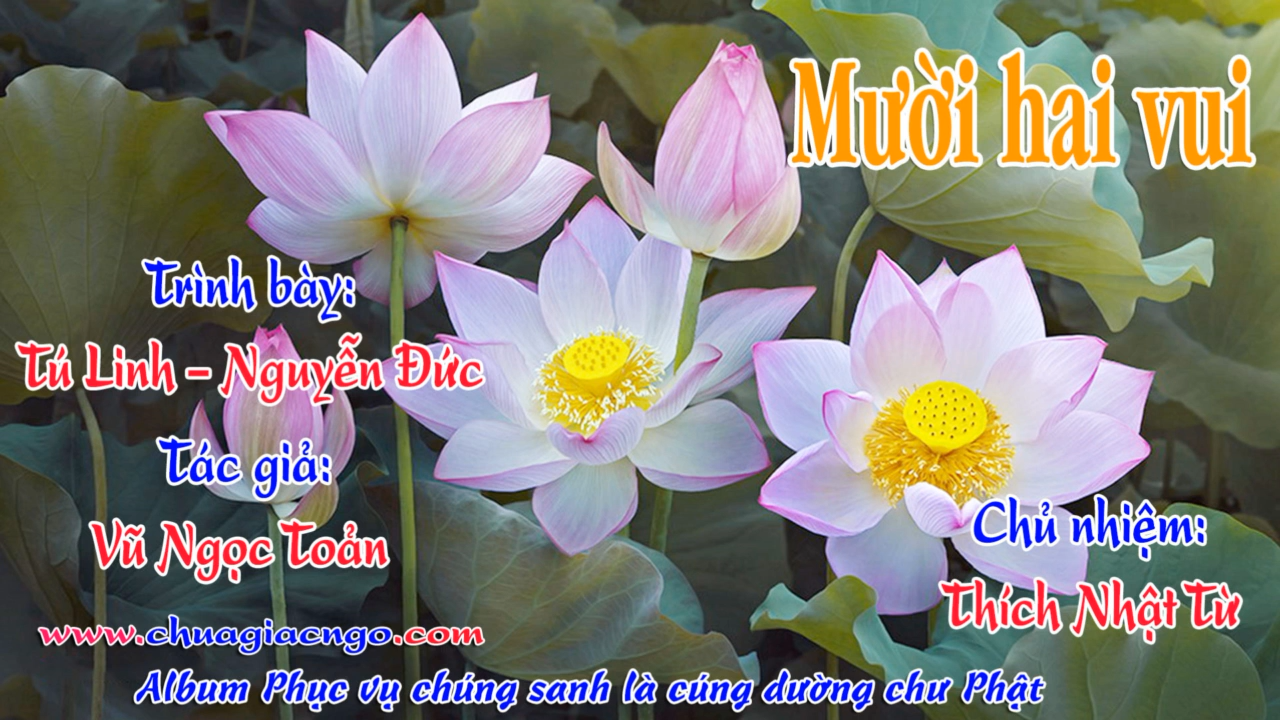 Mười hai vui
Trình bày:
Tú Linh – Nguyễn Đức
Tác giả:
Vũ Ngọc Toản
Chủ nhiệm:
Thích Nhật Từ
www.chuagiacngo.com
Album Phục vụ chúng sanh là cúng dường chư Phật